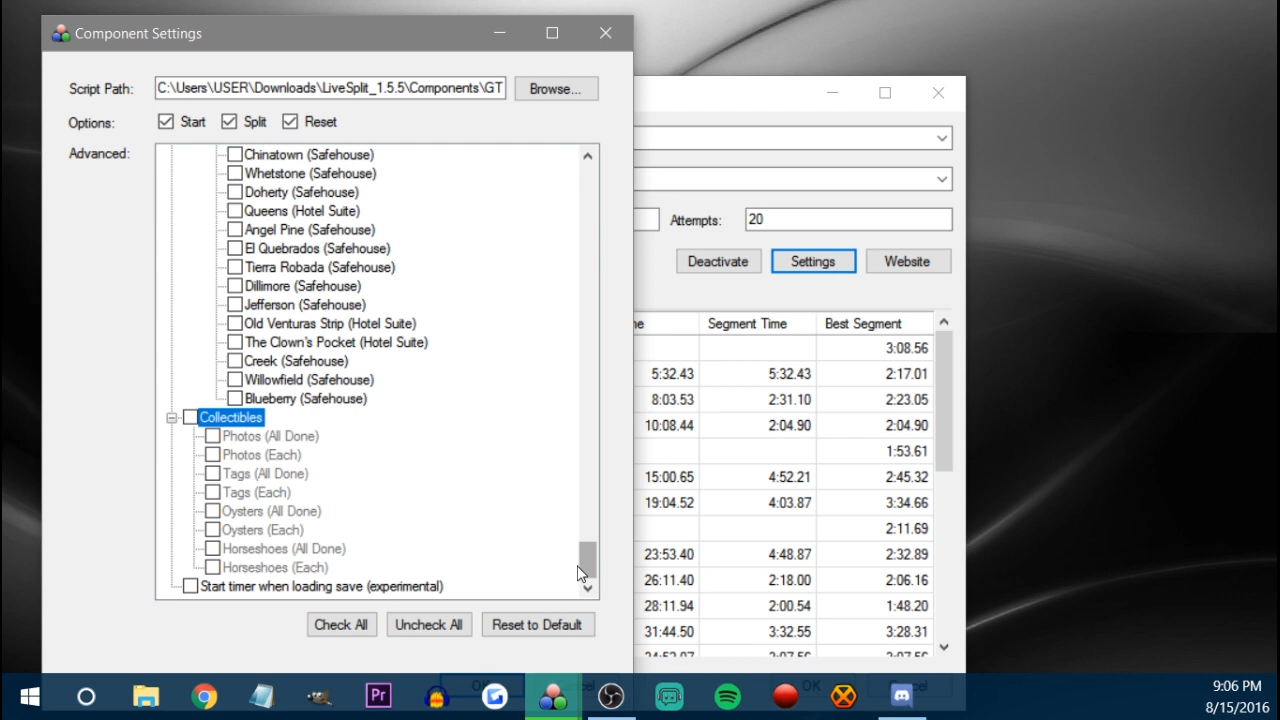 Component Settings
Script Path:
C:\Users\USER\Downloads\LiveSplit_1.5.5\Components\GT
Browse...
Options:
Start
Split
Reset
Advanced:
Chinatown (Safehouse)
Whetstone (Safehouse)
Doherty (Safehouse)
Queens (Hotel Suite)
Angel Pine (Safehouse)
El Quebrados (Safehouse)
Tierra Robada (Safehouse)
Dillimore (Safehouse)
Jefferson (Safehouse)
Old Venturas Strip (Hotel Suite)
The Clown's Pocket (Hotel Suite)
Creek (Safehouse)
Willowfield (Safehouse)
Blueberry (Safehouse)
Collectibles
Photos (All Done)
Photos (Each)
Tags (All Done)
Tags (Each)
Oysters (All Done)
Oysters (Each)
Horseshoes (All Done)
Horseshoes (Each)
Start timer when loading save (experimental)
Check All
Uncheck All
Reset to Default
Attempts:
20
Deactivate
Settings
Website
Segment Time
Best Segment
3:08.56
5:32.43 5:32.43 2:17.01
8:03.53 2:31.10 2:23.05
10:08.44 2:04.90 2:04.90
1:53.61
15:00.65 4:52.21 2:45.32
19:04.52 4:03.87 3:34.66
2:11.69
23:53.40 4:48.87 2:32.89
26:11.40 2:18.00 2:06.16
28:11.94 2:00.54 1:48.20
31:44.50 3:32.55 3:28.31
OK
Pr
9:06 PM
8/15/2016